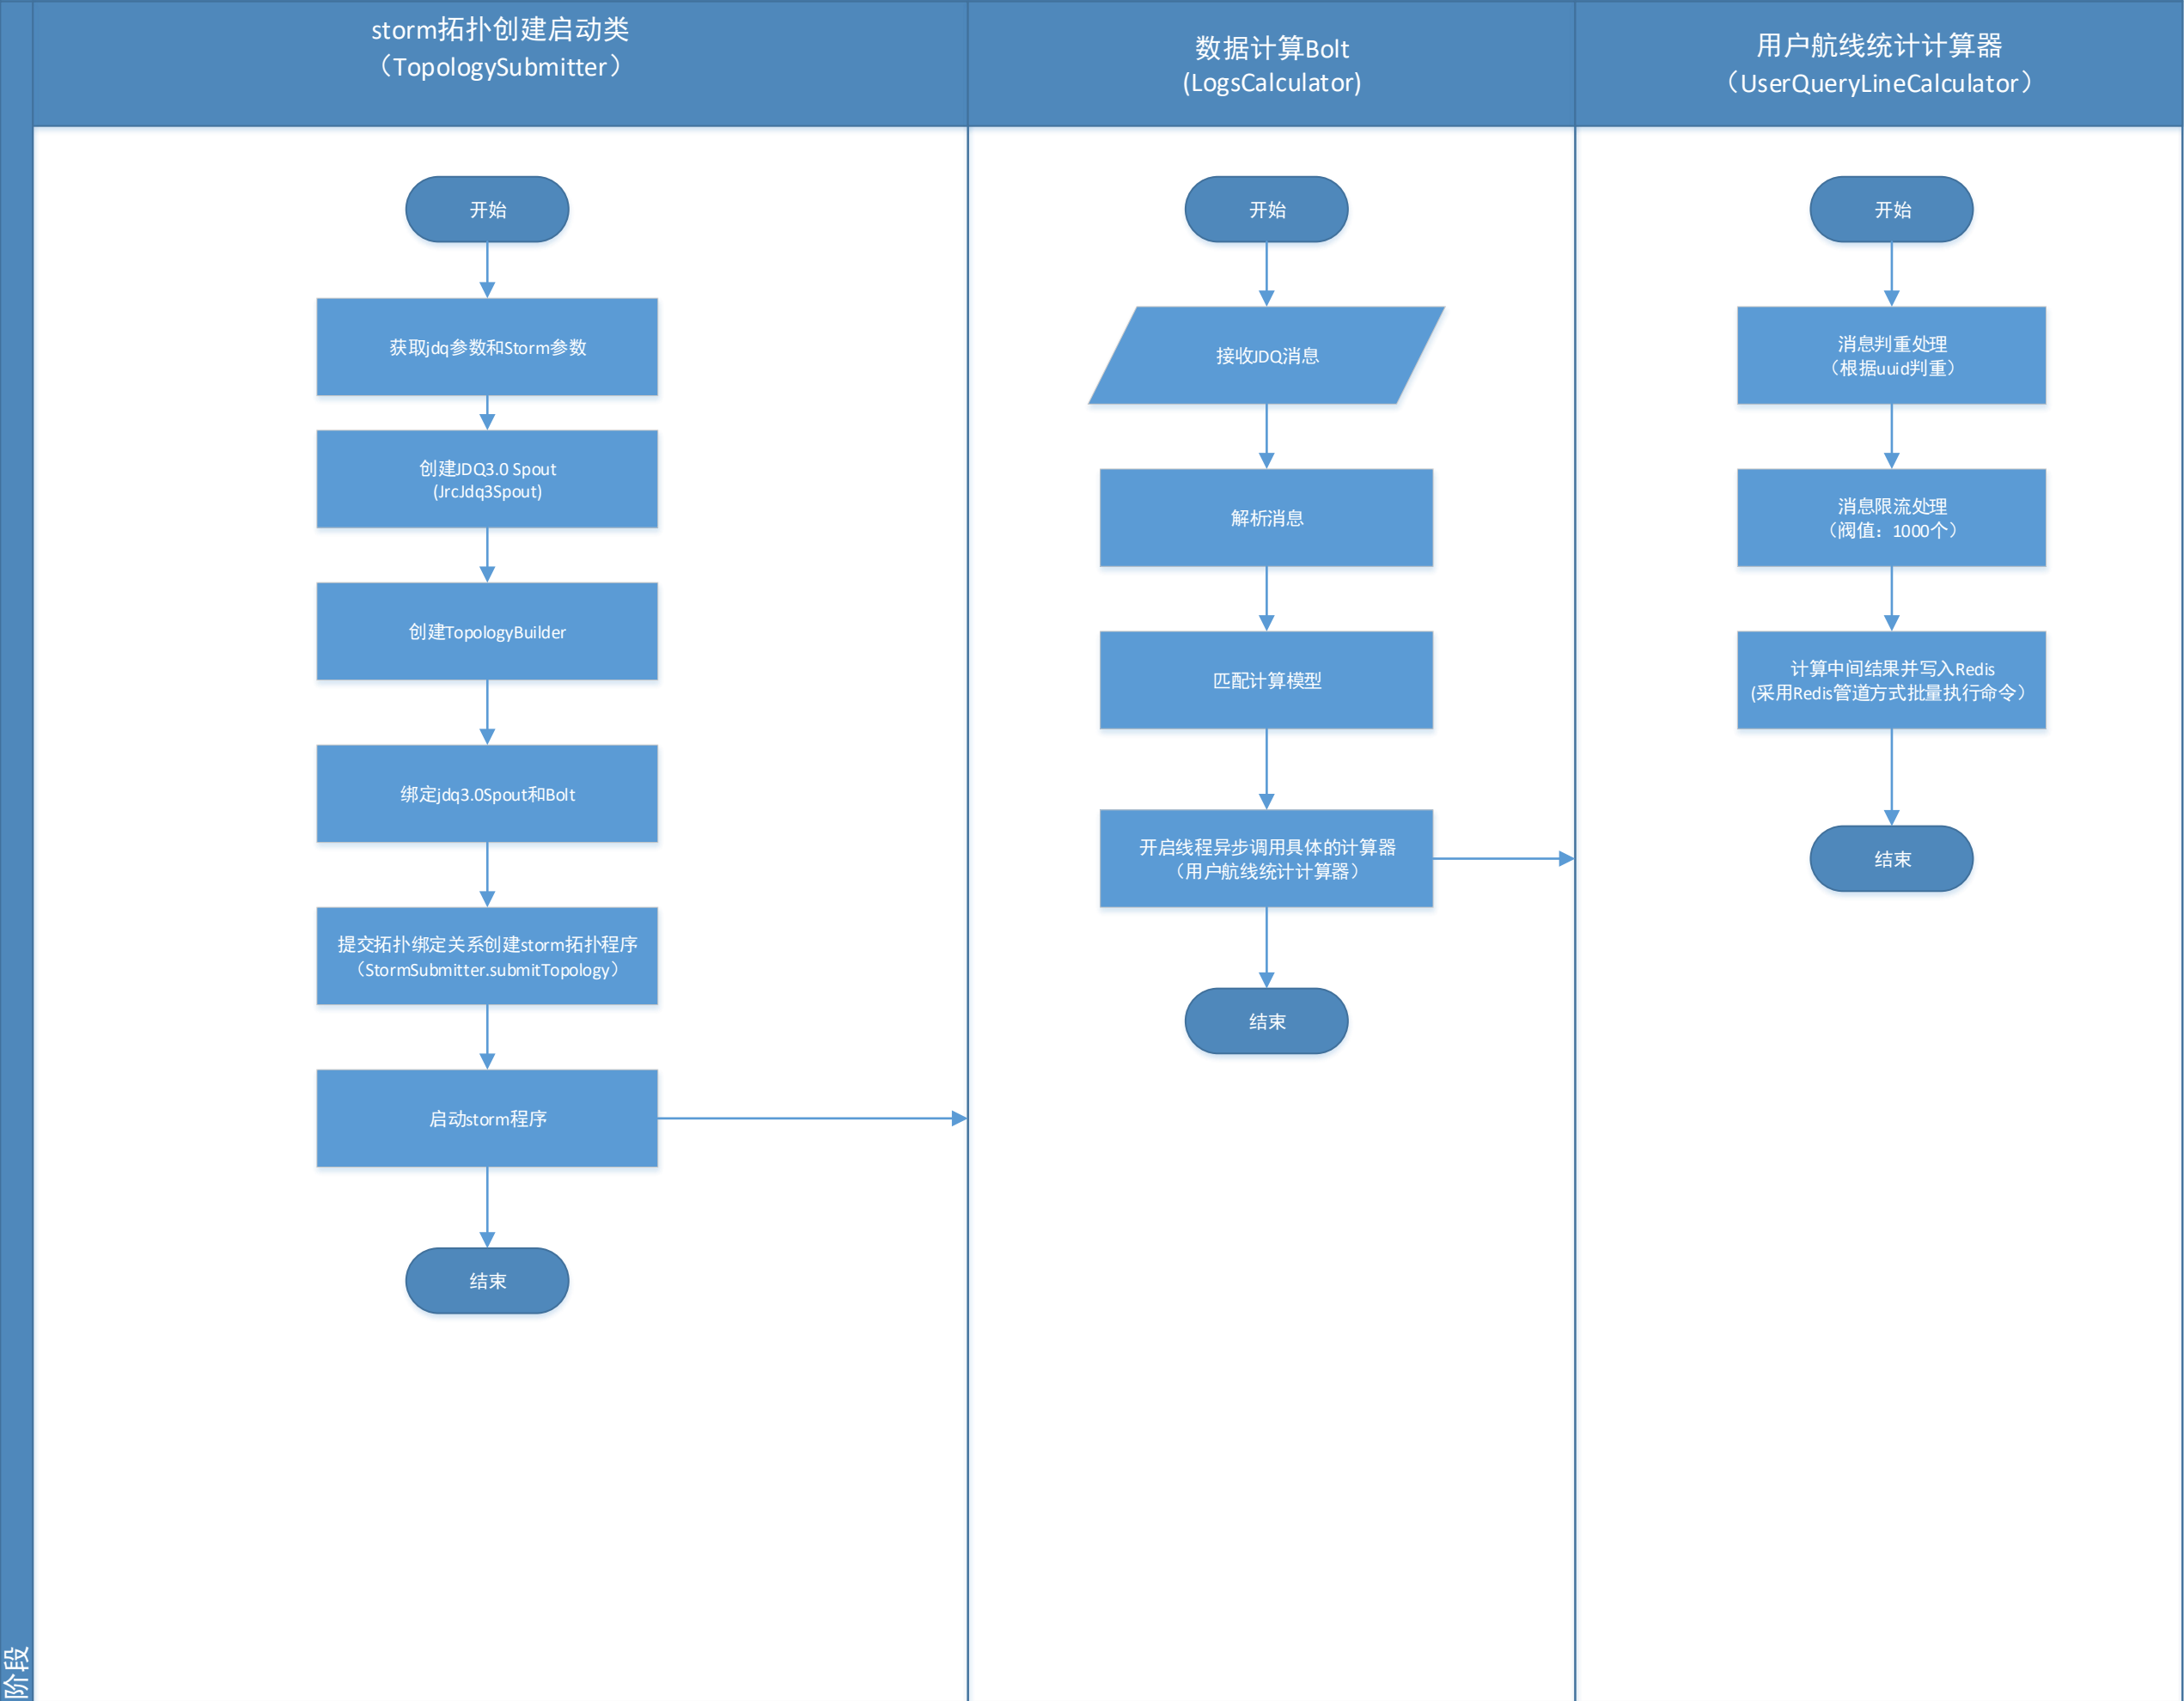 storm拓扑创建启动类
（TopologySubmitter）
数据计算Bolt
(LogsCalculator)
用户航线统计计算器
（UserQueryLineCalculator）
开始
获取jdq参数和Storm参数
创建JDQ3.0 Spout
(JrcJdq3Spout)
创建TopologyBuilder
绑定jdq3.0Spout和Bolt
提交拓扑绑定关系创建storm拓扑程序
（StormSubmitter.submitTopology）
启动storm程序
结束
开始
接收JDQ消息
解析消息
匹配计算模型
开启线程异步调用具体的计算器
（用户航线统计计算器）
结束
开始
消息判重处理
（根据uuid判重）
消息限流处理
（阀值：1000个）
计算中间结果并写入Redis
(采用Redis管道方式批量执行命令）
结束
阶段